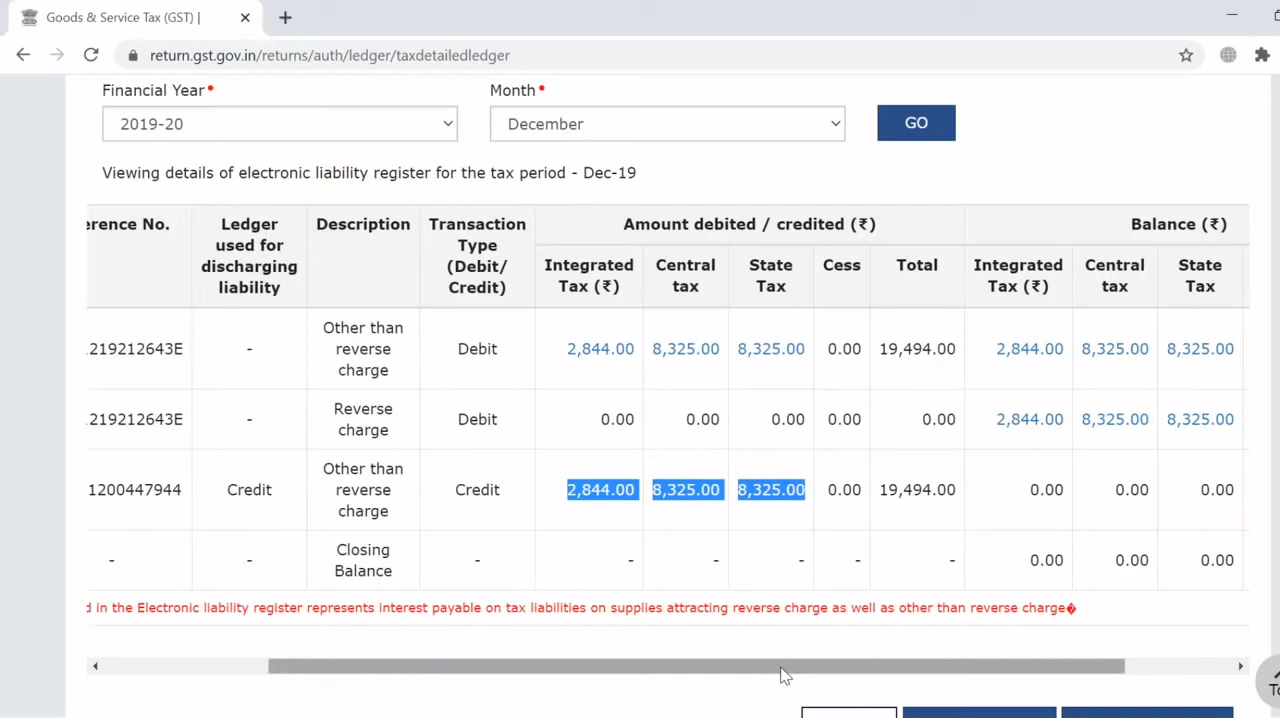 Goods & Service Tax (GST) |
return.gst.gov.in/returns/auth/ledger/taxdetailedledger
Financial Year• Month•
2019-20 December GO
Viewing details of electronic liability register for the tax period - Dec-19
erence No. Ledger used for discharging liability Description Transaction Type (Debit/ Credit) Amount debited / credited (₹) Balance (₹)
Integrated Tax (₹) Central tax State Tax Cess Total Integrated Tax (₹) Central tax State Tax
.219212643E - Other than reverse charge Debit 2,844.00 8,325.00 8,325.00 0.00 19,494.00 2,844.00 8,325.00 8,325.00
.219212643E - Reverse charge Debit 0.00 0.00 0.00 0.00 0.00 2,844.00 8,325.00 8,325.00
1200447944 Credit Other than reverse charge Credit 2,844.00 8,325.00 8,325.00 0.00 19,494.00 0.00 0.00 0.00
- - Closing Balance - - - - - - 0.00 0.00 0.00
d in the Electronic liability register represents interest payable on tax liabilities on supplies attracting reverse charge as well as other than reverse charge�